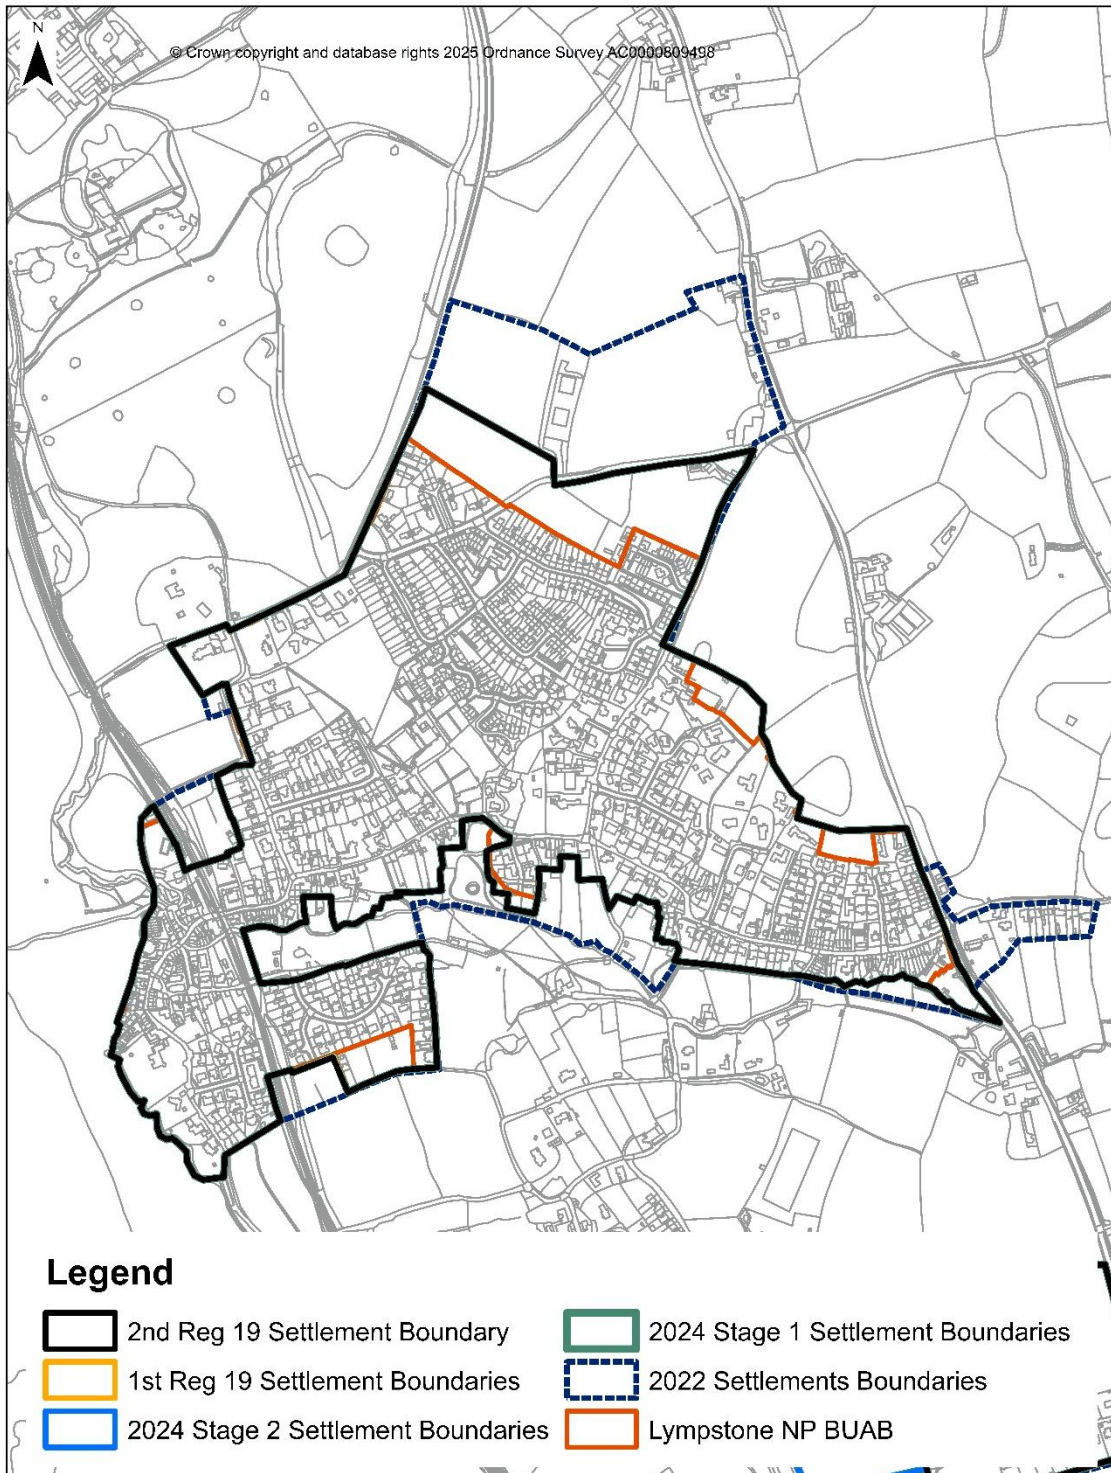 N
© Crown copyright and database rights 2025 Ordnance Survey AC0000809498
Legend
2nd Reg 19 Settlement Boundary
2024 Stage 1 Settlement Boundaries
1st Reg 19 Settlement Boundaries
2022 Settlements Boundaries
2024 Stage 2 Settlement Boundaries
Lympstone NP BUAB